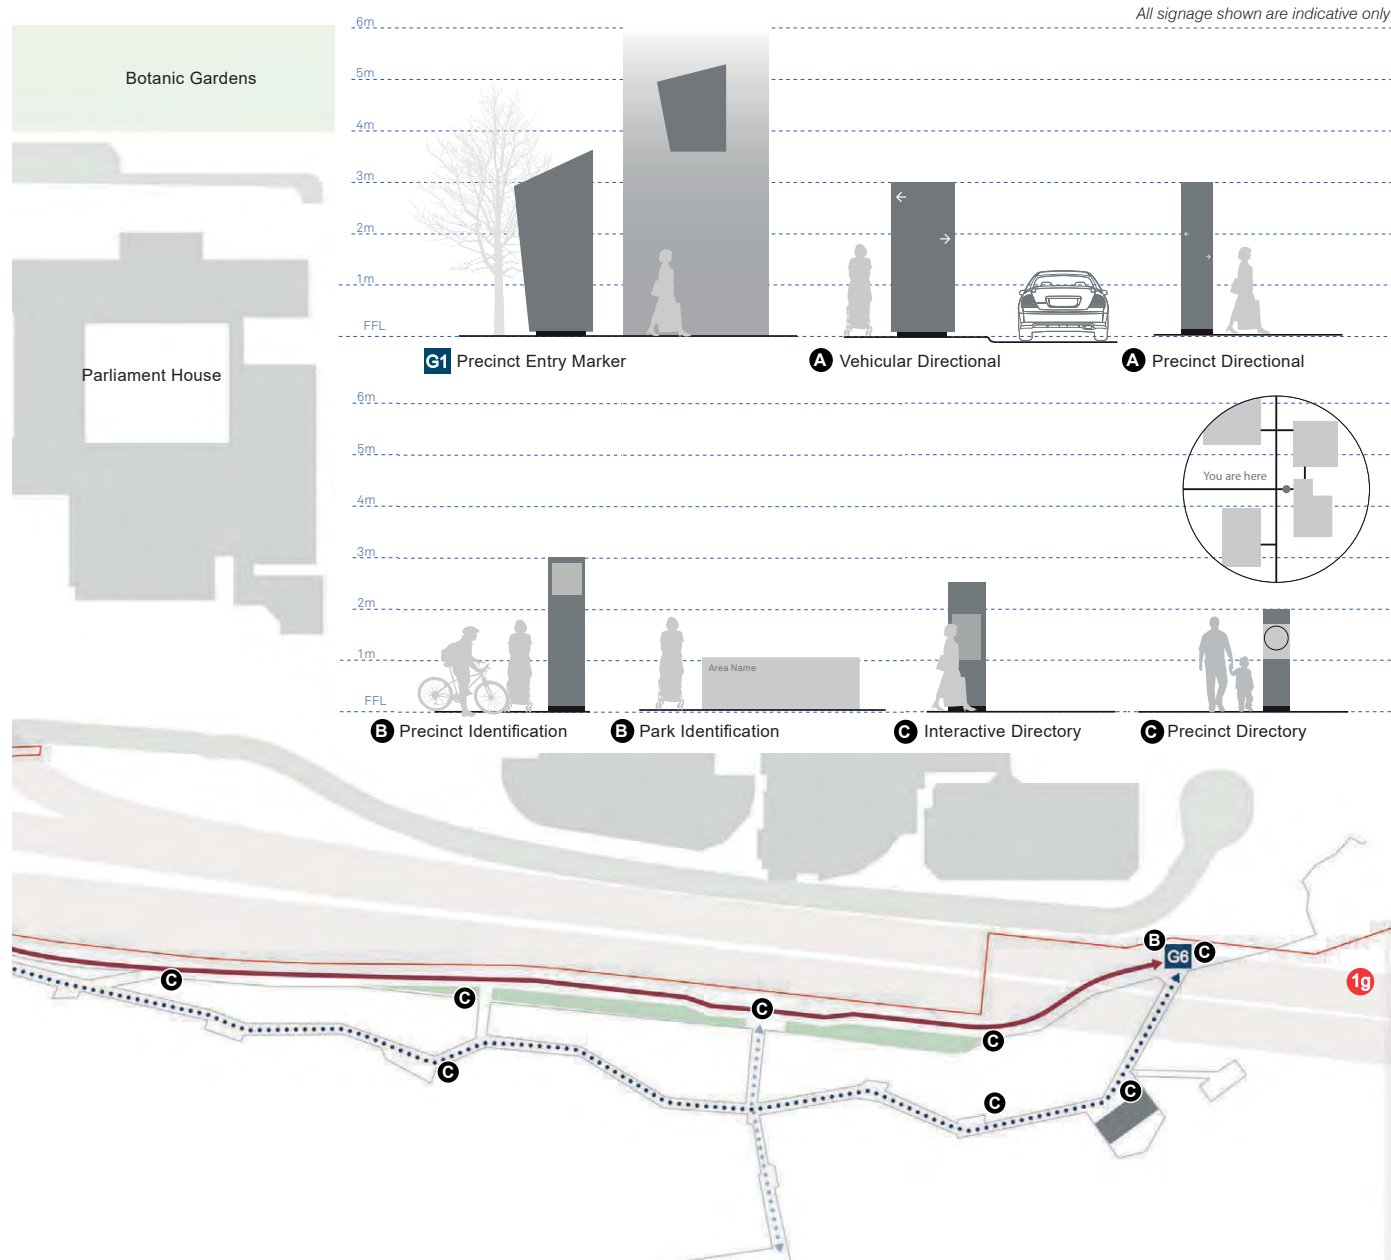 All signage shown are indicative only
6m
Botanic Gardens
5m
4m
3m
2m
1m
FFL
G1 Precinct Entry Marker
A Vehicular Directional
A Precinct Directional
Parliament House
6m
5m
You are here
4m
3m
2m
1m
Area Name
FFL
B Precinct Identification
B Park Identification
C Interactive Directory
C Precinct Directory
B
G6
C
C
1g
C
C
C
C
C
C